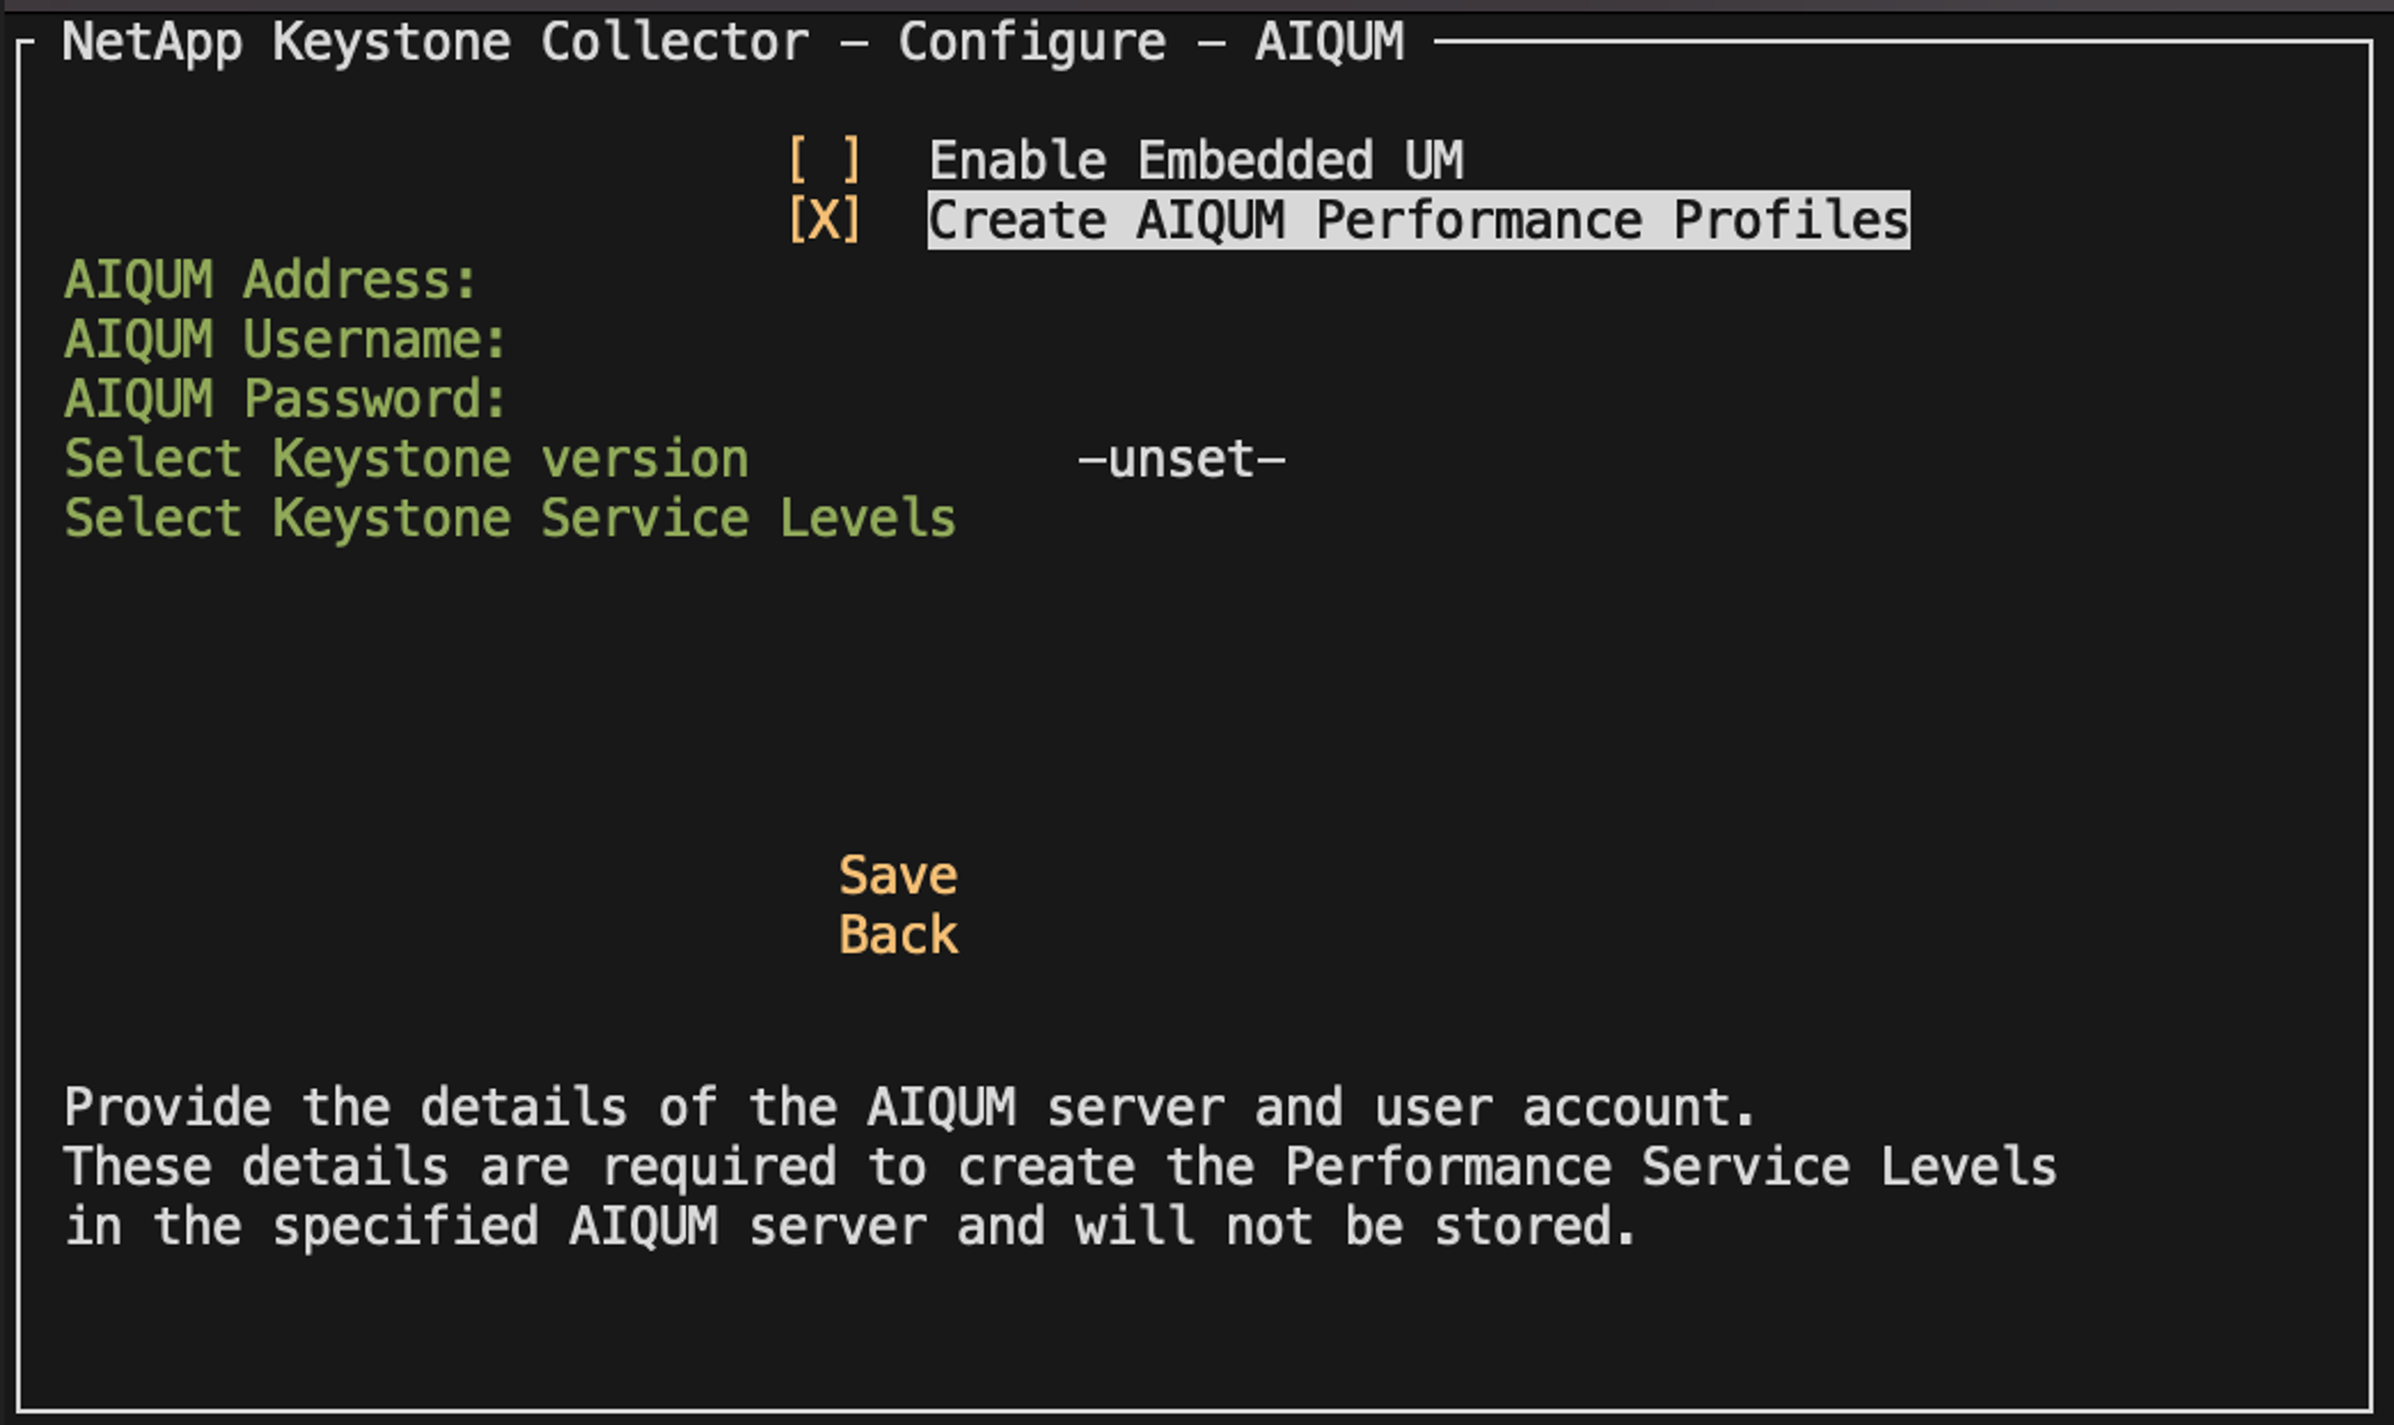 NetApp Keystone Collector – Configure – AIQUM
[ ] Enable Embedded UM
[X] Create AIQUM Performance Profiles
AIQUM Address:
AIQUM Username:
AIQUM Password:
Select Keystone version –unset–
Select Keystone Service Levels
Save
Back
Provide the details of the AIQUM server and user account.
These details are required to create the Performance Service Levels
in the specified AIQUM server and will not be stored.